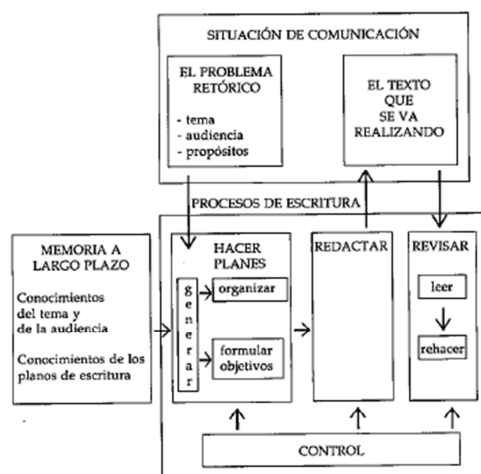 SITUACIÓN DE COMUNICACIÓN
EL PROBLEMA
RETÓRICO
- tema
- audiencia
- propósitos
EL TEXTO
QUE
SE VA
REALIZANDO
PROCESOS DE ESCRITURA
MEMORIA A
LARGO PLAZO
Conocimientos
del tema y
de la audiencia
Conocimientos de los
planos de escritura
HACER
PLANES
generar
organizar
formular
objetivos
REDACTAR
REVISAR
leer
rehacer
CONTROL